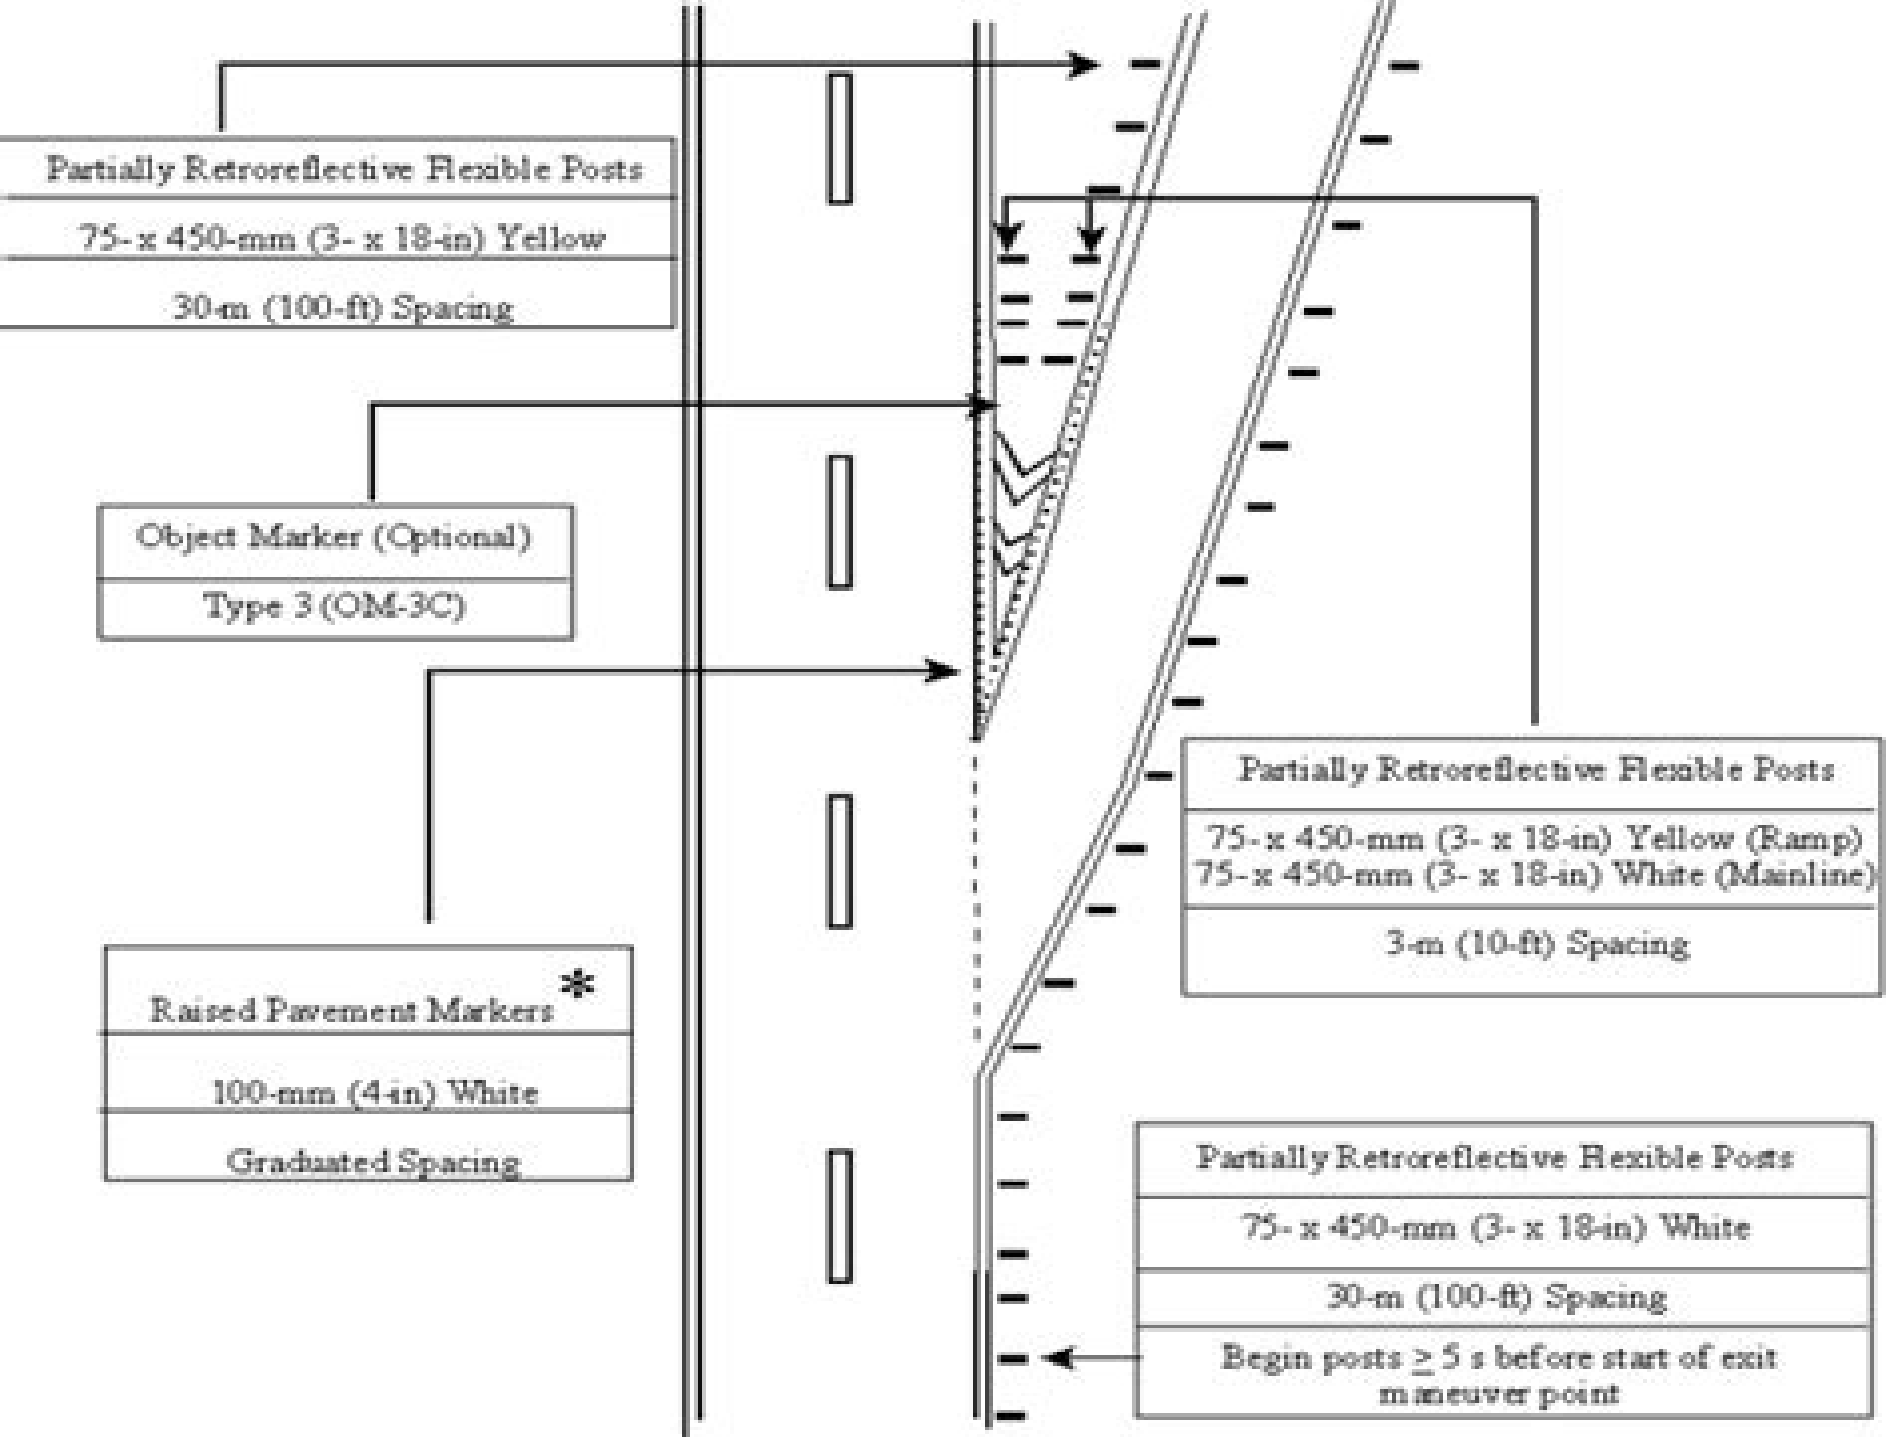 Partially Retroreflective Flexible Posts
75- x 450-mm (3- x 18-in) Yellow
30-m (100-ft) Spacing
Object Marker (Optional)
Type 3 (OM-3C)
Raised Pavement Markers *
100-mm (4-in) White
Graduated Spacing
Partially Retroreflective Flexible Posts
75- x 450-mm (3- x 18-in) Yellow (Ramp)
75- x 450-mm (3- x 18-in) White (Mainline)
3-m (10-ft) Spacing
Partially Retroreflective Flexible Posts
75- x 450-mm (3- x 18-in) White
30-m (100-ft) Spacing
Begin posts ≥ 5 s before start of exit
maneuver point